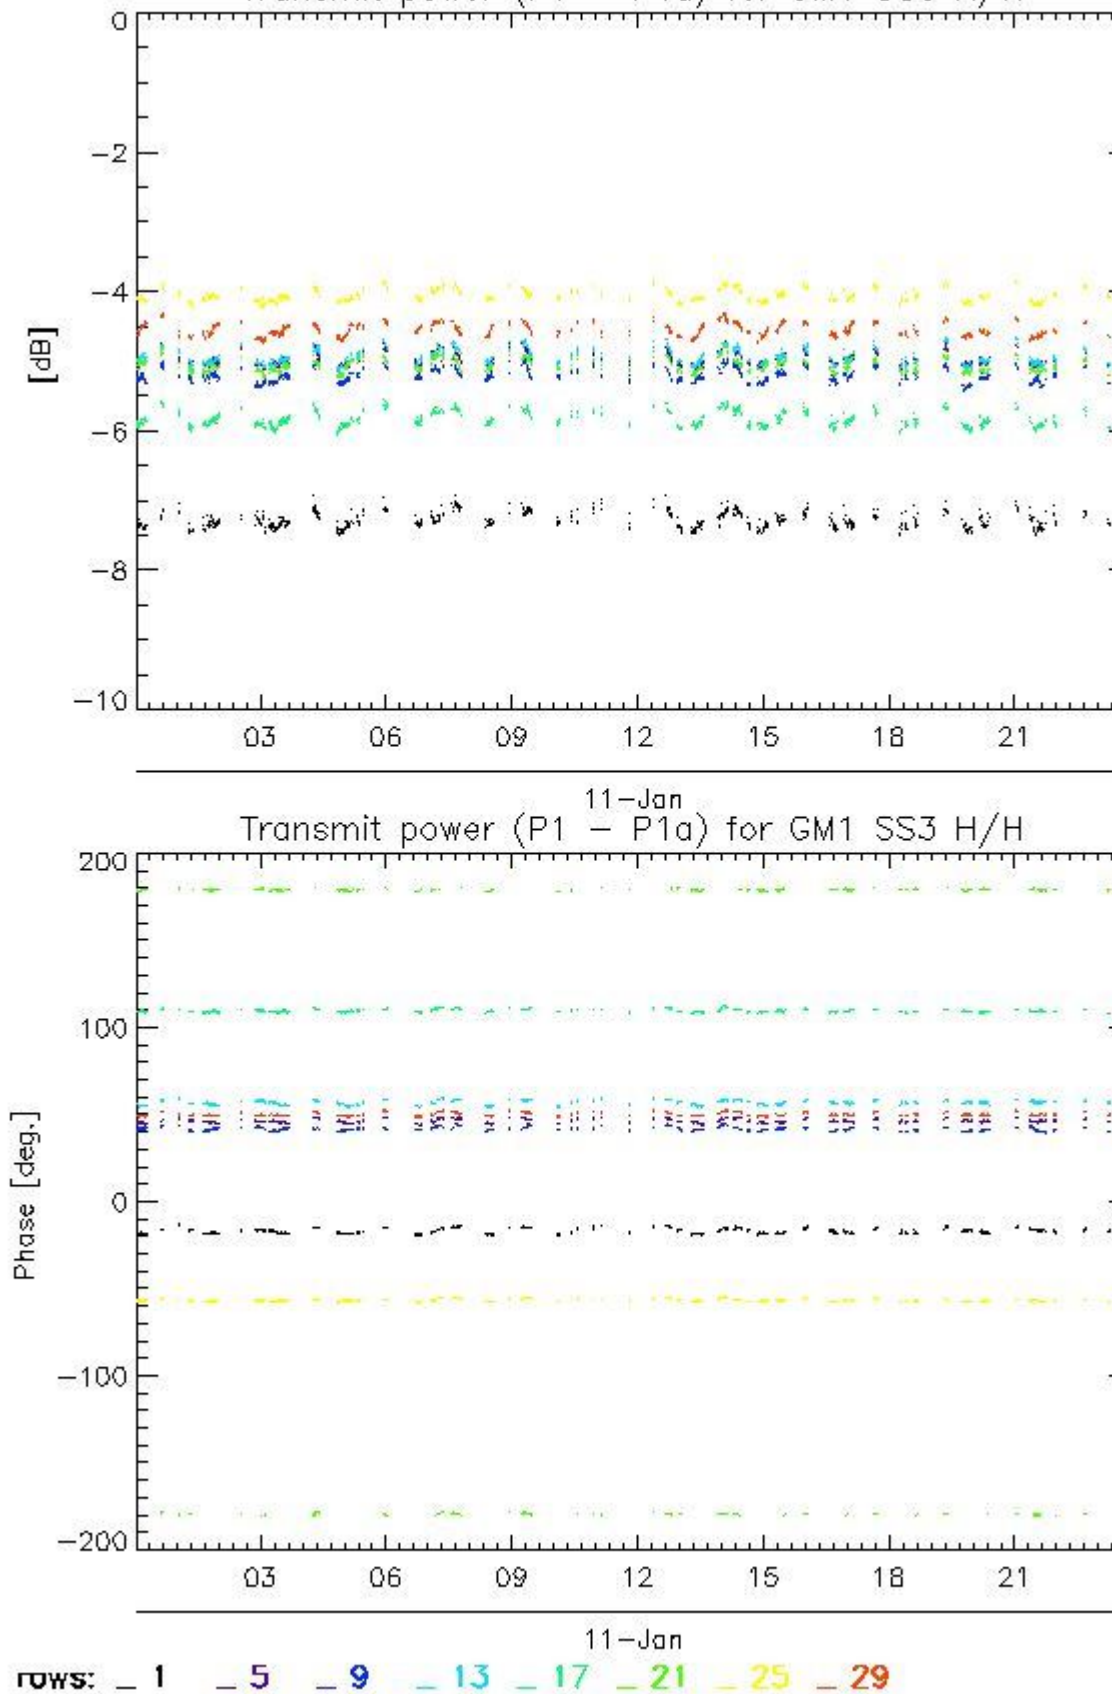 0
−2
−4
[dB]
−6
−8
−10
03 06 09 12 15 18 21
11−Jan
Transmit power (P1 − P1a) for GM1 SS3 H/H
200
100
0
Phase [deg.]
−100
−200
03 06 09 12 15 18 21
11−Jan
rows: _ 1 _ 5 _ 9 _ 13 _ 17 _ 21 _ 25 _ 29